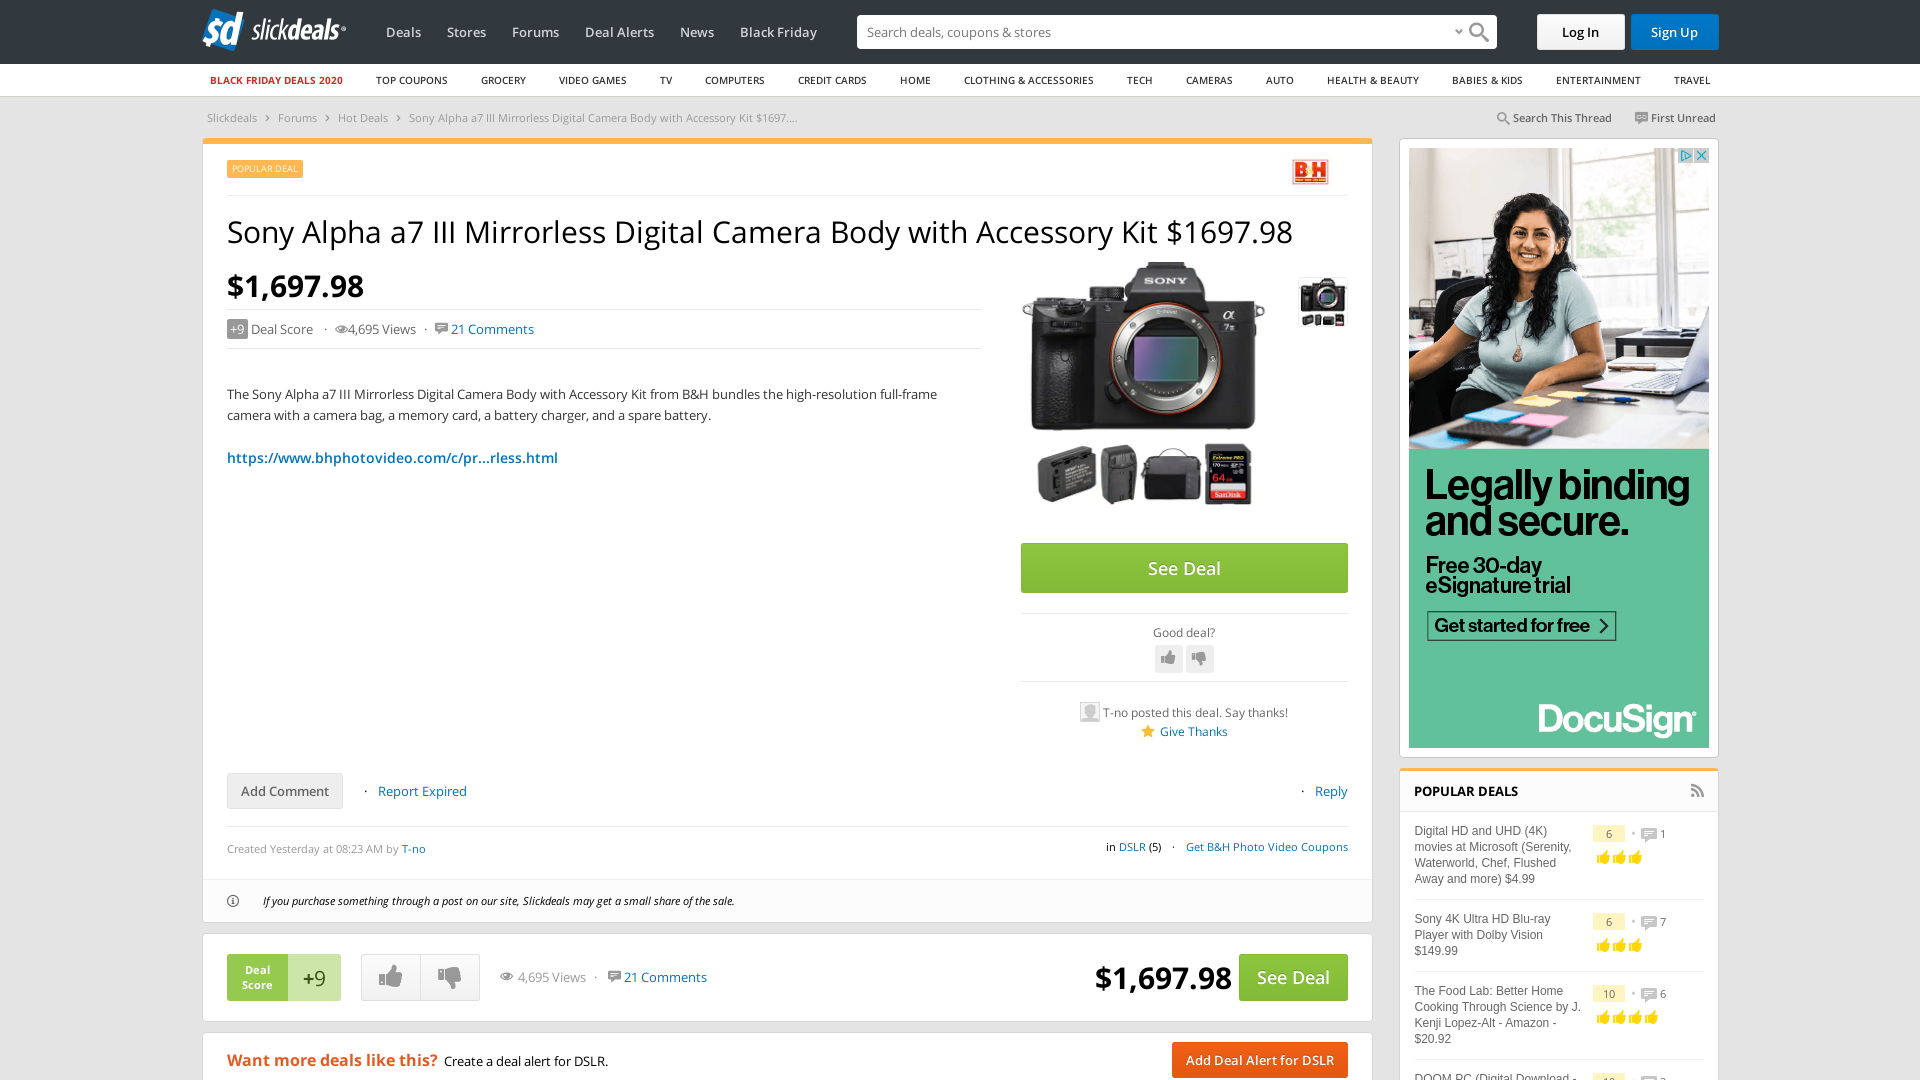 slickdeals
Deals
Stores
Forums
Deal Alerts
News
Black Friday
Search deals, coupons & stores
Log In
Sign Up
BLACK FRIDAY DEALS 2020
TOP COUPONS
GROCERY
VIDEO GAMES
TV
COMPUTERS
CREDIT CARDS
HOME
CLOTHING & ACCESSORIES
TECH
CAMERAS
AUTO
HEALTH & BEAUTY
BABIES & KIDS
ENTERTAINMENT
TRAVEL
Slickdeals › Forums › Hot Deals › Sony Alpha a7 III Mirrorless Digital Camera Body with Accessory Kit $1697....
Search This Thread
First Unread
POPULAR DEAL
B&H
Sony Alpha a7 III Mirrorless Digital Camera Body with Accessory Kit $1697.98
$1,697.98
+9 Deal Score · 4,695 Views · 21 Comments
The Sony Alpha a7 III Mirrorless Digital Camera Body with Accessory Kit from B&H bundles the high-resolution full-frame
camera with a camera bag, a memory card, a battery charger, and a spare battery.
https://www.bhphotovideo.com/c/pr...rless.html
SONY
α
7III
Extreme PRO
170
64
SanDisk
See Deal
Good deal?
T-no posted this deal. Say thanks!
Give Thanks
Add Comment
· Report Expired
· Reply
Created Yesterday at 08:23 AM by T-no
in DSLR (5) · Get B&H Photo Video Coupons
If you purchase something through a post on our site, Slickdeals may get a small share of the sale.
Deal
Score
+9
4,695 Views · 21 Comments
$1,697.98
See Deal
Want more deals like this? Create a deal alert for DSLR.
Add Deal Alert for DSLR
Legally binding
and secure.
Free 30-day
eSignature trial
Get started for free
DocuSign
POPULAR DEALS
Digital HD and UHD (4K)
movies at Microsoft (Serenity,
Waterworld, Chef, Flushed
Away and more) $4.99
6 • 1
Sony 4K Ultra HD Blu-ray
Player with Dolby Vision
$149.99
6 • 7
The Food Lab: Better Home
Cooking Through Science by J.
Kenji Lopez-Alt - Amazon -
$20.92
10 • 6
DOOM PC (Digital Download -